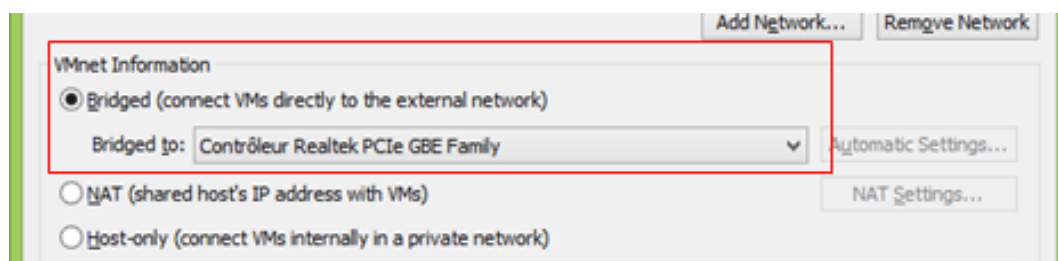 Add Network... Remove Network
VMnet Information
Bridged (connect VMs directly to the external network)
Bridged to: Contrôleur Realtek PCIe GBE Family Automatic Settings...
NAT (shared host's IP address with VMs) NAT Settings...
Host-only (connect VMs internally in a private network)